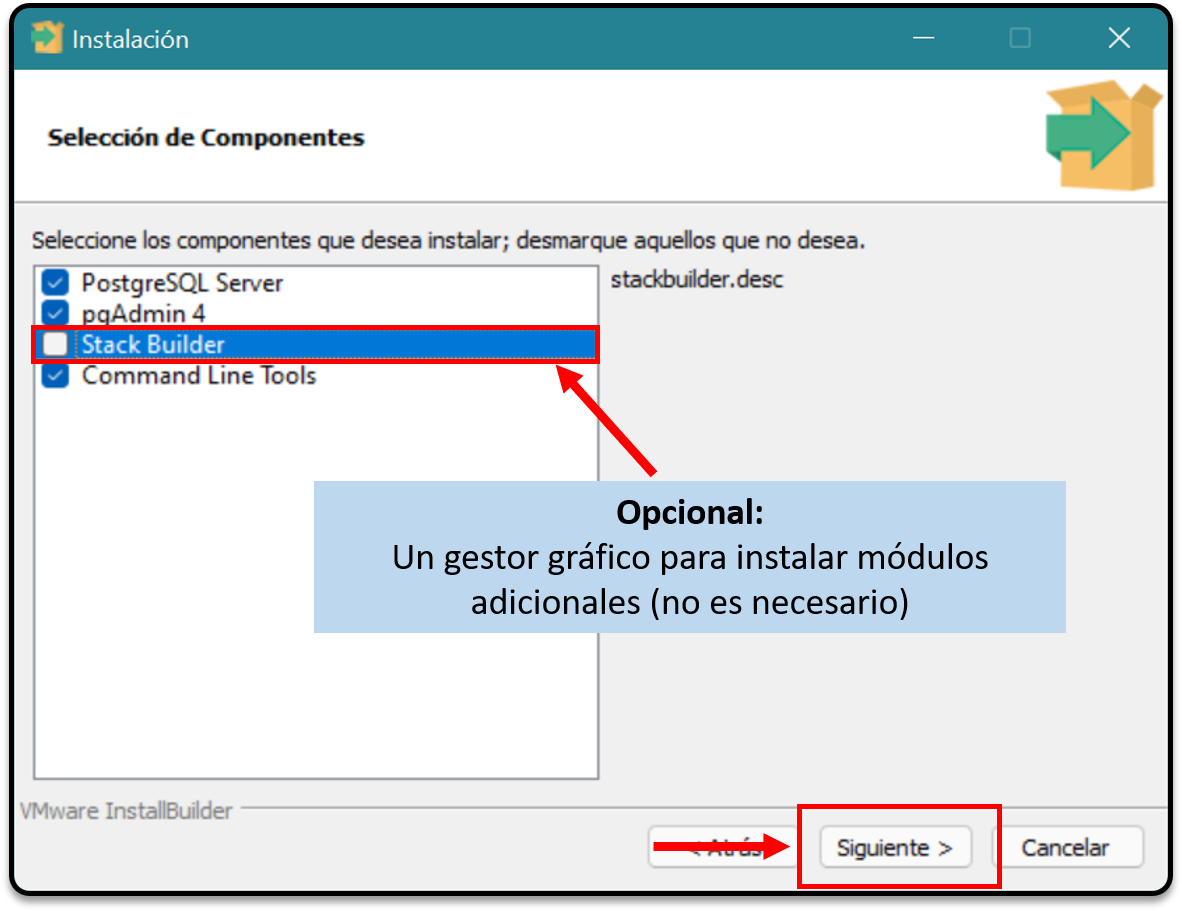 Instalación
Selección de Componentes
Seleccione los componentes que desea instalar; desmarque aquellos que no desea.
PostgreSQL Server
stackbuilder.desc
pgAdmin 4
Stack Builder
Command Line Tools
Opcional:
Un gestor gráfico para instalar módulos
adicionales (no es necesario)
VMware InstallBuilder
< Atrás
Siguiente >
Cancelar